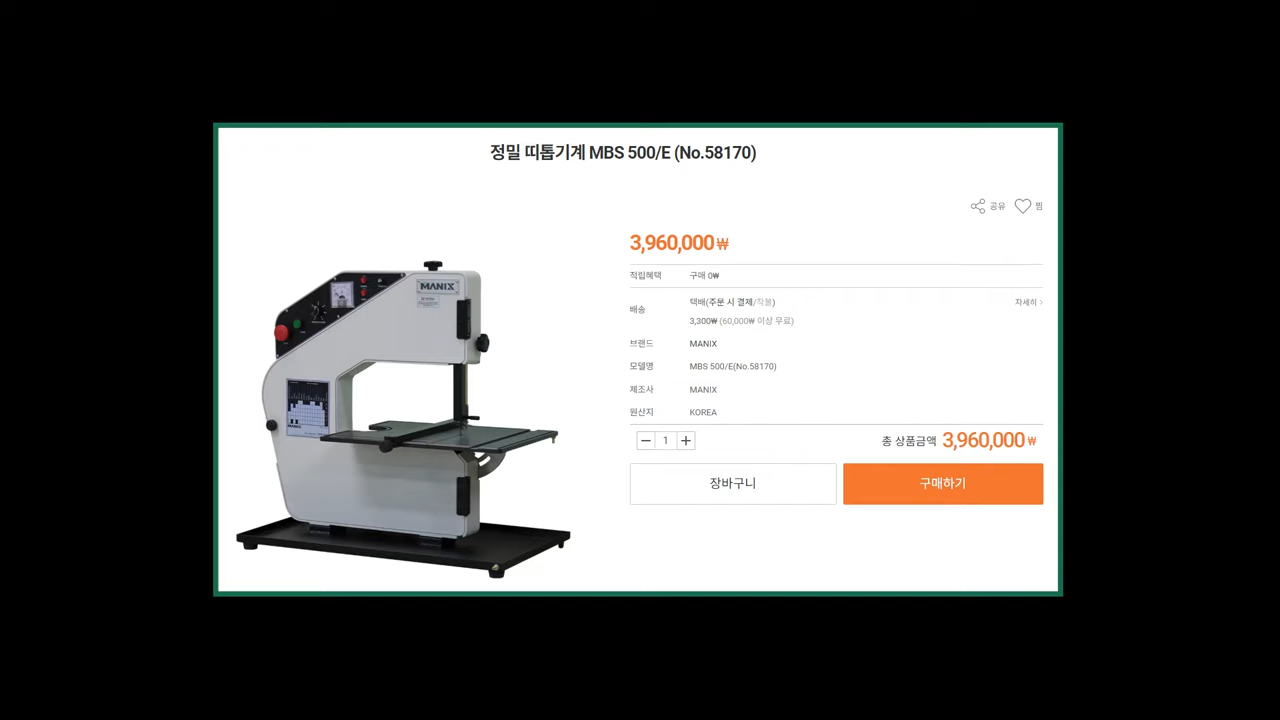 정밀 띠톱기계 MBS 500/E (No.58170)
공유 찜
3,960,000₩
적립혜택 구매 0₩
배송 택배(주문 시 결제/착불) 자세히 >
3,300₩ (60,000₩ 이상 무료)
브랜드 MANIX
모델명 MBS 500/E(No.58170)
제조사 MANIX
원산지 KOREA
1 총 상품금액 3,960,000₩
장바구니 구매하기
MANIX